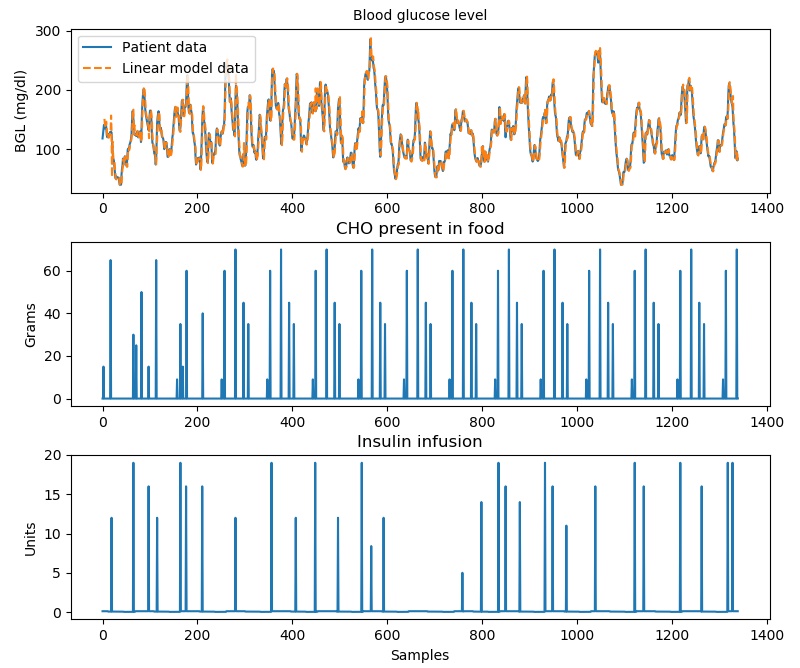 Blood glucose level
300
200
100
BGL (mg/dl)
Patient data
Linear model data
0 200 400 600 800 1000 1200 1400
CHO present in food
60
40
20
0
Grams
0 200 400 600 800 1000 1200 1400
Insulin infusion
20
15
10
5
0
Units
0 200 400 600 800 1000 1200 1400
Samples